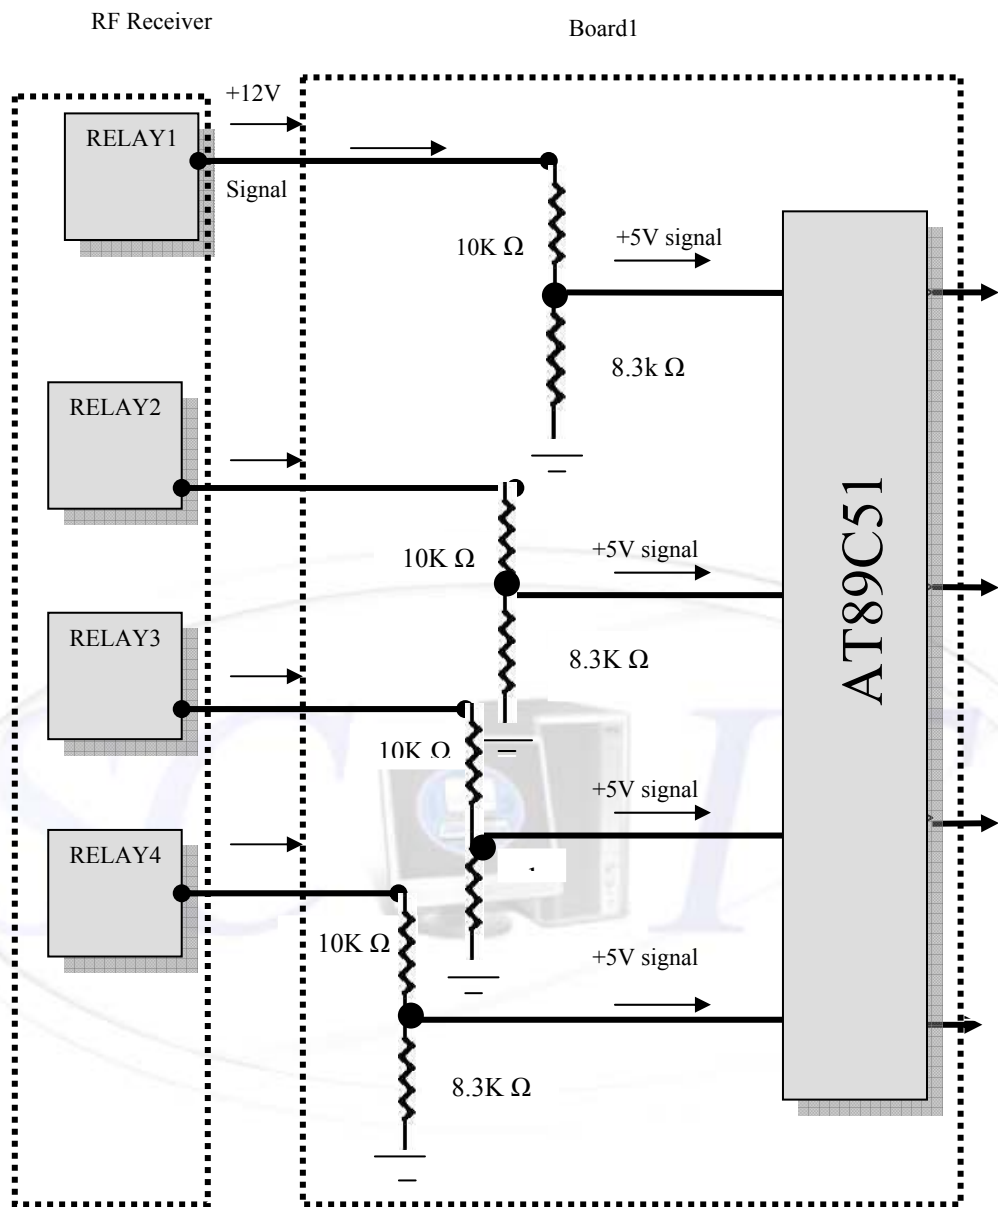 RF Receiver
Board1
+12V
RELAY1
Signal
10K Ω
+5V signal
8.3k Ω
RELAY2
10K Ω
+5V signal
AT89C51
8.3K Ω
RELAY3
10K Ω
+5V signal
RELAY4
10K Ω
+5V signal
8.3K Ω